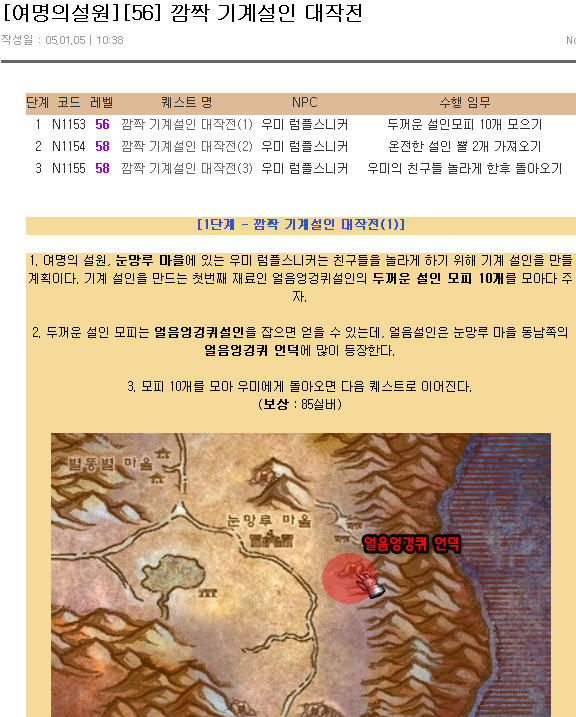 [여명의설원][56] 깜짝 기계설인 대작전
작성일 : 05.01.05 | 10:38
No
단계 코드 레벨 퀘스트 명 NPC 수행 임무
1 N1153 56 깜짝 기계설인 대작전(1) 우미 럼플스니커 두꺼운 설인모피 10개 모으기
2 N1154 58 깜짝 기계설인 대작전(2) 우미 럼플스니커 온전한 설인 뿔 2개 가져오기
3 N1155 58 깜짝 기계설인 대작전(3) 우미 럼플스니커 우미의 친구들 놀라게 한후 돌아오기
[1단계 - 깜짝 기계설인 대작전(1)]
1. 여명의 설원, 눈망루 마을에 있는 우미 럼플스니커는 친구들을 놀라게 하기 위해 기계 설인을 만들
계획이다. 기계 설인을 만드는 첫번째 재료인 얼음엉겅퀴설인의 두꺼운 설인 모피 10개를 모아다 주
자.
2. 두꺼운 설인 모피는 얼음엉겅퀴설인을 잡으면 얻을 수 있는데, 얼음설인은 눈망루 마을 동남쪽의
얼음엉겅퀴 언덕에 많이 등장한다.
3. 모피 10개를 모아 우미에게 돌아오면 다음 퀘스트로 이어진다.
(보상 : 85실버)
별똥별 마을
눈망루 마을
얼음엉겅퀴 언덕